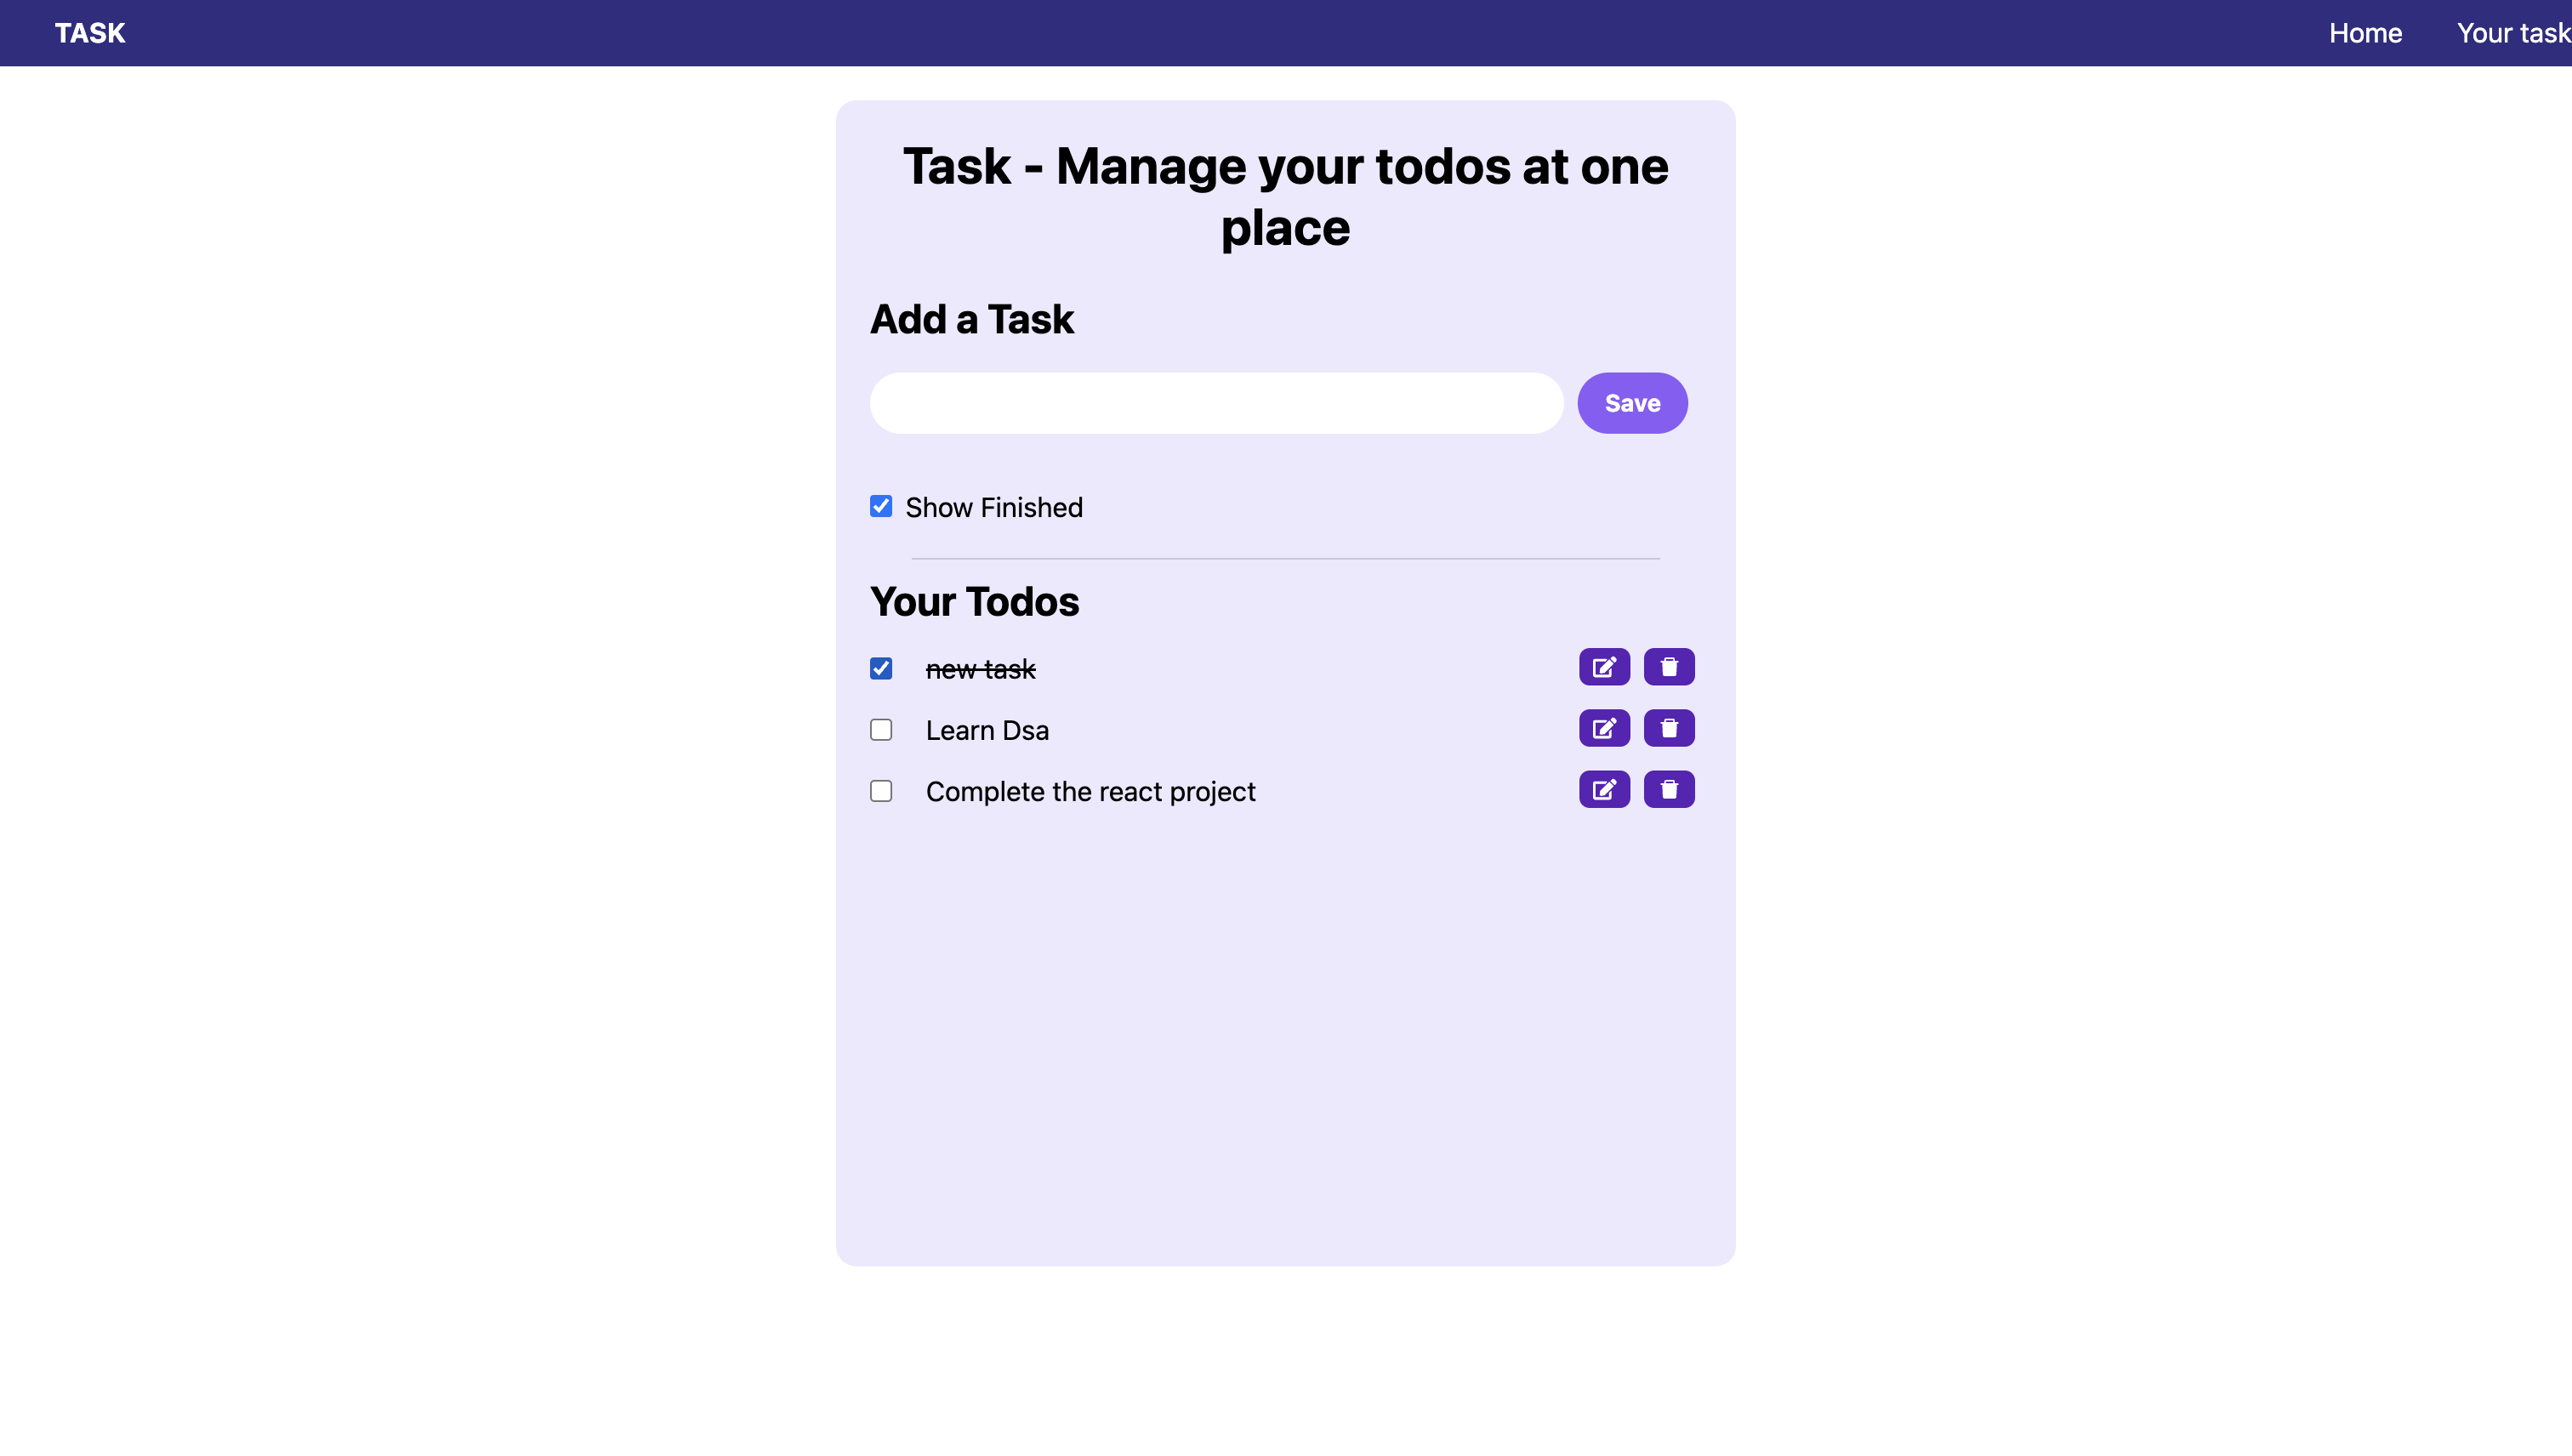 TASK
Home
Your task
Task - Manage your todos at one
place
Add a Task
Save
Show Finished
Your Todos
new task
Learn Dsa
Complete the react project